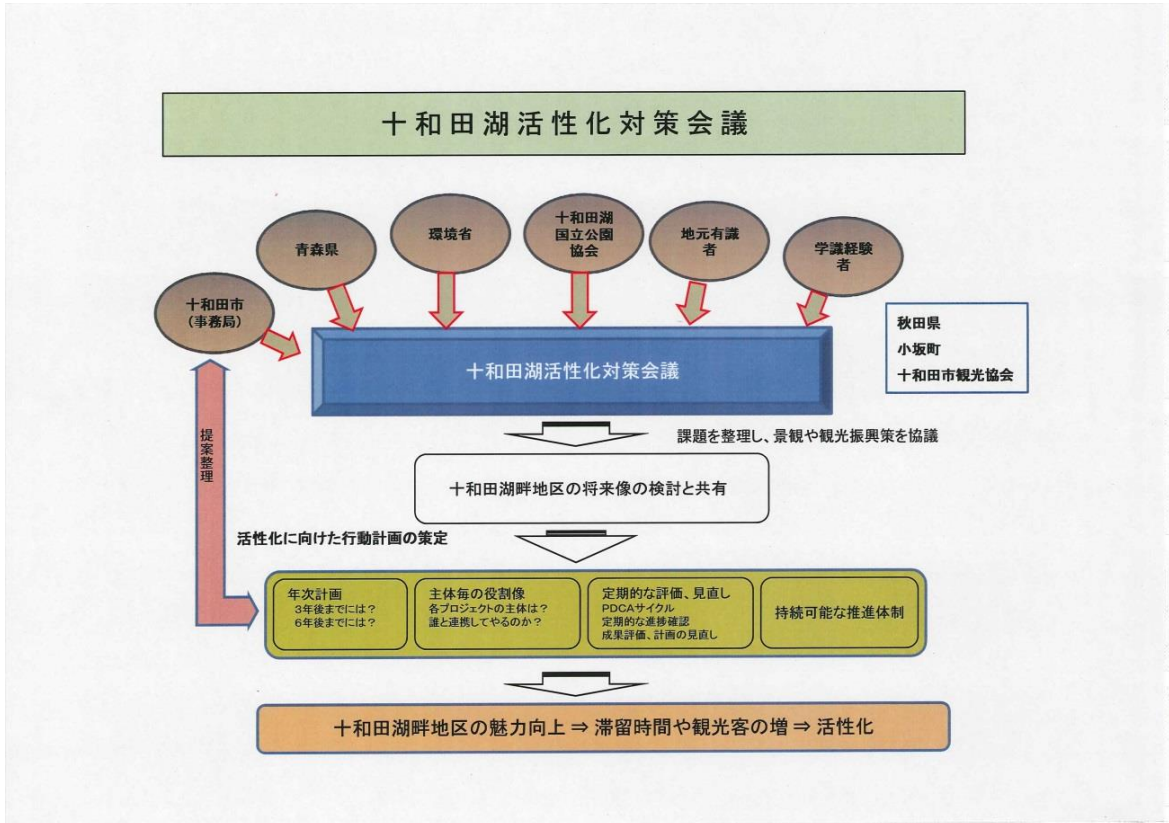 十和田湖活性化対策会議
十和田市
(事務局)
青森県
環境省
十和田湖
国立公園
協会
地元有識
者
学識経験
者
秋田県
小坂町
十和田市観光協会
十和田湖活性化対策会議
課題を整理し、景観や観光振興策を協議
提案整理
十和田湖畔地区の将来像の検討と共有
活性化に向けた行動計画の策定
年次計画
3年後までには?
6年後までには?
主体毎の役割像
各プロジェクトの主体は?
誰と連携してやるのか?
定期的な評価、見直し
PDCAサイクル
定期的な進捗確認
成果評価、計画の見直し
持続可能な推進体制
十和田湖畔地区の魅力向上 ⇒ 滞留時間や観光客の増 ⇒ 活性化